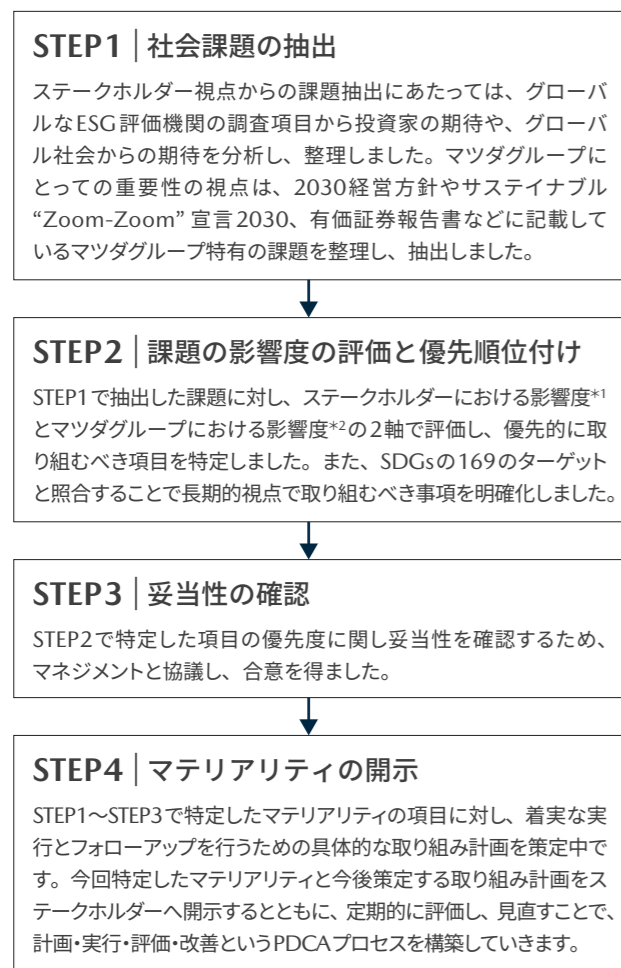 STEP1｜社会課題の抽出
ステークホルダー視点からの課題抽出にあたっては、グローバ
ルなESG評価機関の調査項目から投資家の期待や、グローバ
ル社会からの期待を分析し、整理しました。マツダグループに
とっての重要性の視点は、2030経営方針やサステイナブル
“Zoom-Zoom” 宣言2030、有価証券報告書などに記載して
いるマツダグループ特有の課題を整理し、抽出しました。
STEP2｜課題の影響度の評価と優先順位付け
STEP1で抽出した課題に対し、ステークホルダーにおける影響度*1
とマツダグループにおける影響度*2の2軸で評価し、優先的に取
り組むべき項目を特定しました。また、SDGsの169のターゲット
と照合することで長期的視点で取り組むべき事項を明確化しました。
STEP3｜妥当性の確認
STEP2で特定した項目の優先度に関し妥当性を確認するため、
マネジメントと協議し、合意を得ました。
STEP4｜マテリアリティの開示
STEP1～STEP3で特定したマテリアリティの項目に対し、着実な実
行とフォローアップを行うための具体的な取り組み計画を策定中で
す。今回特定したマテリアリティと今後策定する取り組み計画をス
テークホルダーへ開示するとともに、定期的に評価し、見直すことで、
計画・実行・評価・改善というPDCAプロセスを構築していきます。